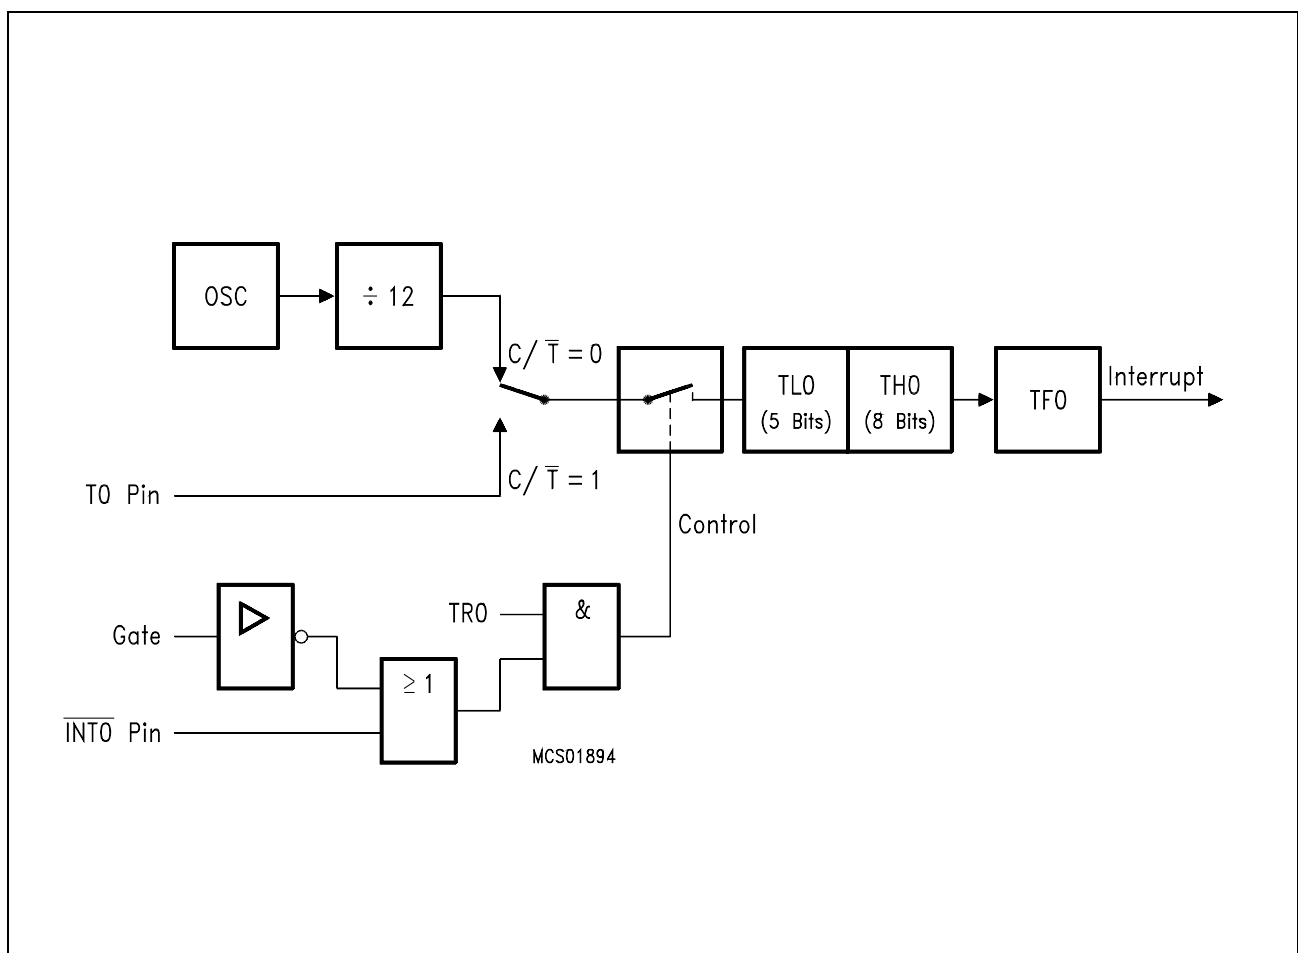 OSC
÷ 12
C/T̅ = 0
TL0
(5 Bits)
TH0
(8 Bits)
TF0
Interrupt
C/T̅ = 1
T0 Pin
Control
TR0
&
Gate
≥ 1
I̅N̅T̅0̅ Pin
MCS01894